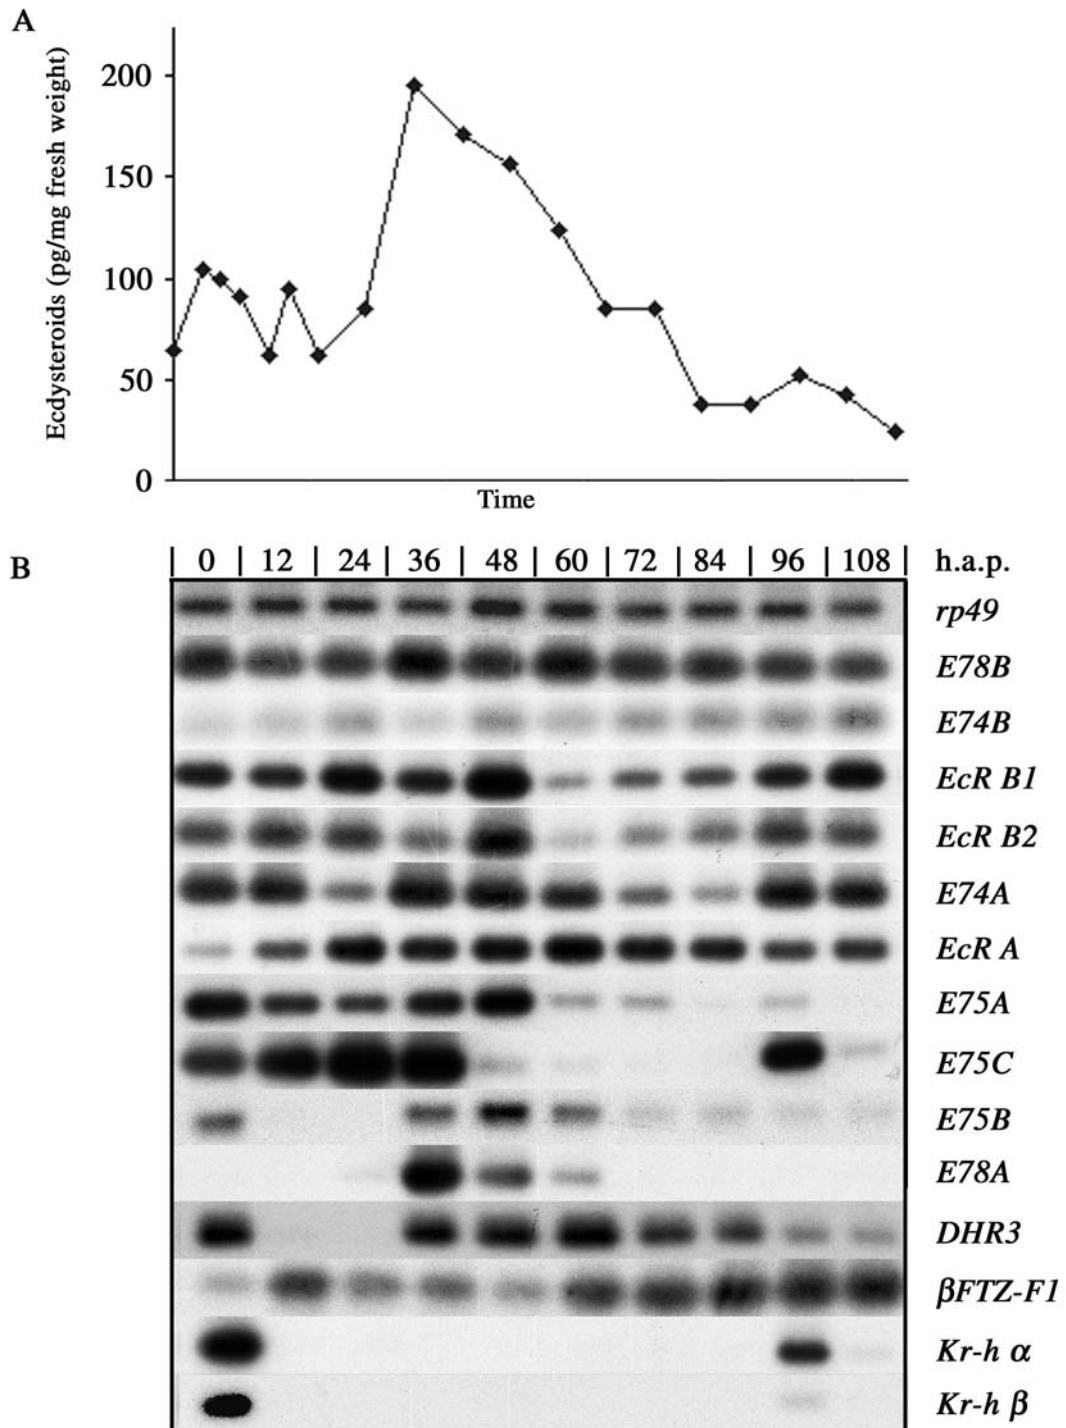 A
Ecdysteroids (pg/mg fresh weight)
200
150
100
50
0
Time
B
0 | 12 | 24 | 36 | 48 | 60 | 72 | 84 | 96 | 108 | h.a.p.
rp49
E78B
E74B
EcR B1
EcR B2
E74A
EcR A
E75A
E75C
E75B
E78A
DHR3
βFTZ-F1
Kr-h α
Kr-h β